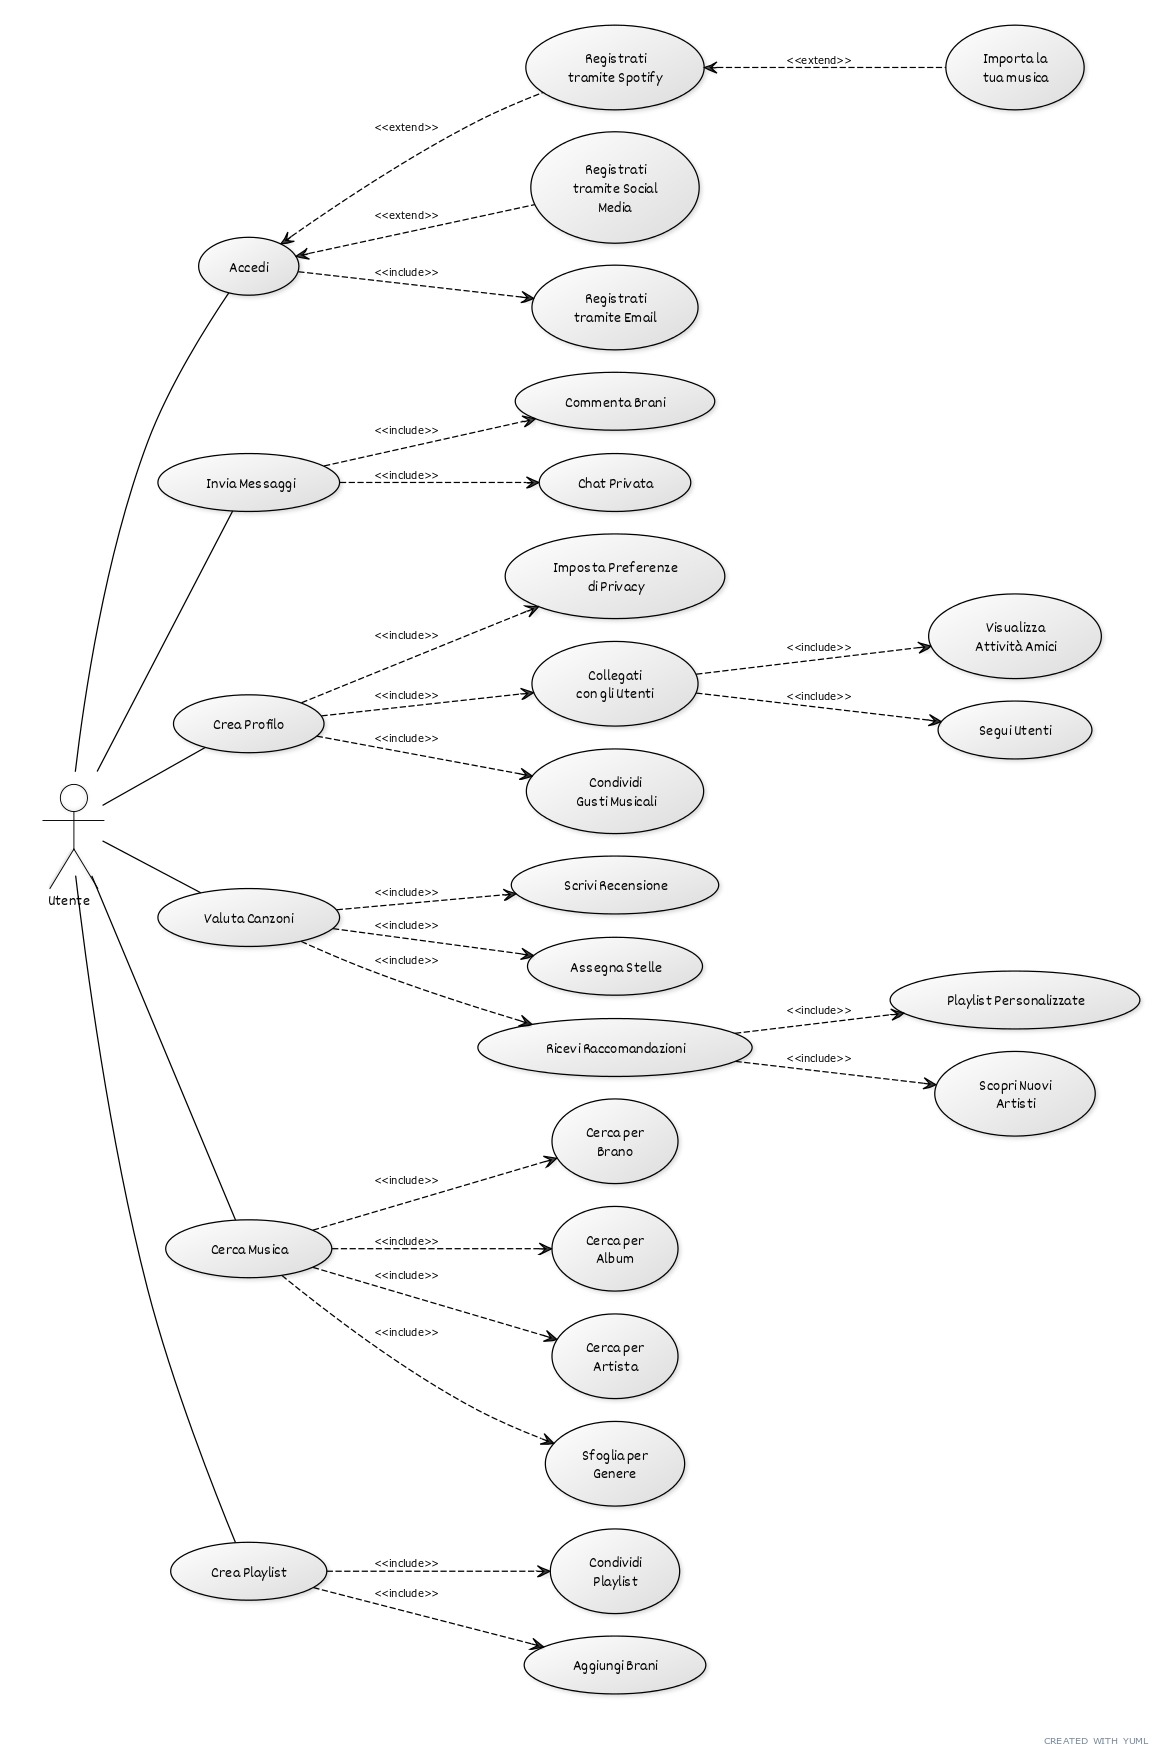 Registrati
tramite Spotify
<<extend>>
Importa la
tua musica
<<extend>>
Registrati
tramite Social
Media
<<extend>>
Accedi
<<include>>
Registrati
tramite Email
Commenta Brani
<<include>>
Invia Messaggi
<<include>>
Chat Privata
Imposta Preferenze
di Privacy
<<include>>
Collegati
con gli Utenti
<<include>>
Visualizza
Attività Amici
<<include>>
Segui Utenti
<<include>>
Crea Profilo
<<include>>
Condividi
Gusti Musicali
Utente
Scrivi Recensione
<<include>>
Valuta Canzoni
<<include>>
Assegna Stelle
<<include>>
Ricevi Raccomandazioni
<<include>>
Playlist Personalizzate
<<include>>
Scopri Nuovi
Artisti
Cerca per
Brano
<<include>>
Cerca Musica
<<include>>
Cerca per
Album
<<include>>
Cerca per
Artista
<<include>>
Sfoglia per
Genere
Crea Playlist
<<include>>
Condividi
Playlist
<<include>>
Aggiungi Brani
CREATED WITH YUML